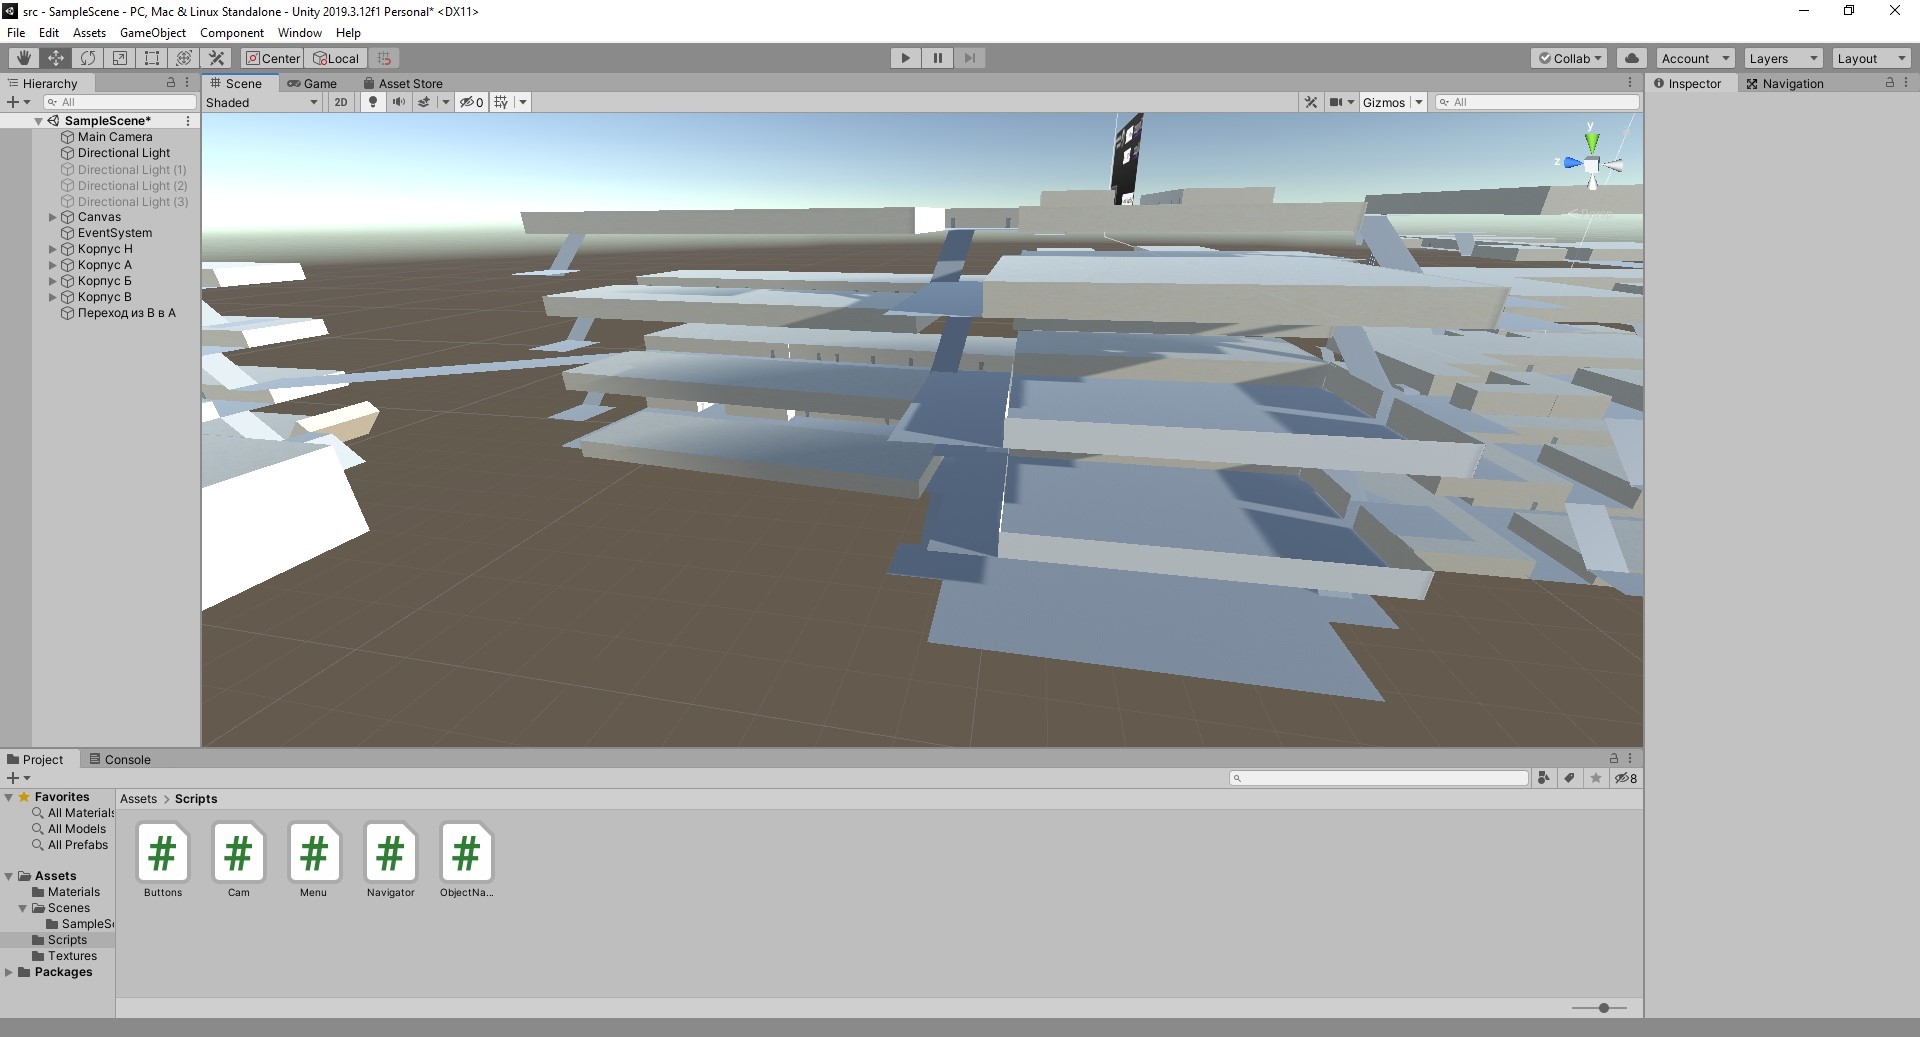 src - SampleScene - PC, Mac & Linux Standalone - Unity 2019.3.12f1 Personal* <DX11>
File Edit Assets GameObject Component Window Help
Center Local Collab Account Layers Layout
Hierarchy
All
SampleScene*
Main Camera
Directional Light
Directional Light (1)
Directional Light (2)
Directional Light (3)
Canvas
EventSystem
Корпус Н
Корпус А
Корпус Б
Корпус В
Переход из В в А
Scene Game Asset Store
Shaded 2D 0 Gizmos All
y
z
Inspector Navigation
Project Console
8
Favorites
All Materials
All Models
All Prefabs
Assets
Materials
Scenes
SampleSc
Scripts
Textures
Packages
Assets > Scripts
Buttons Cam Menu Navigator ObjectNa...